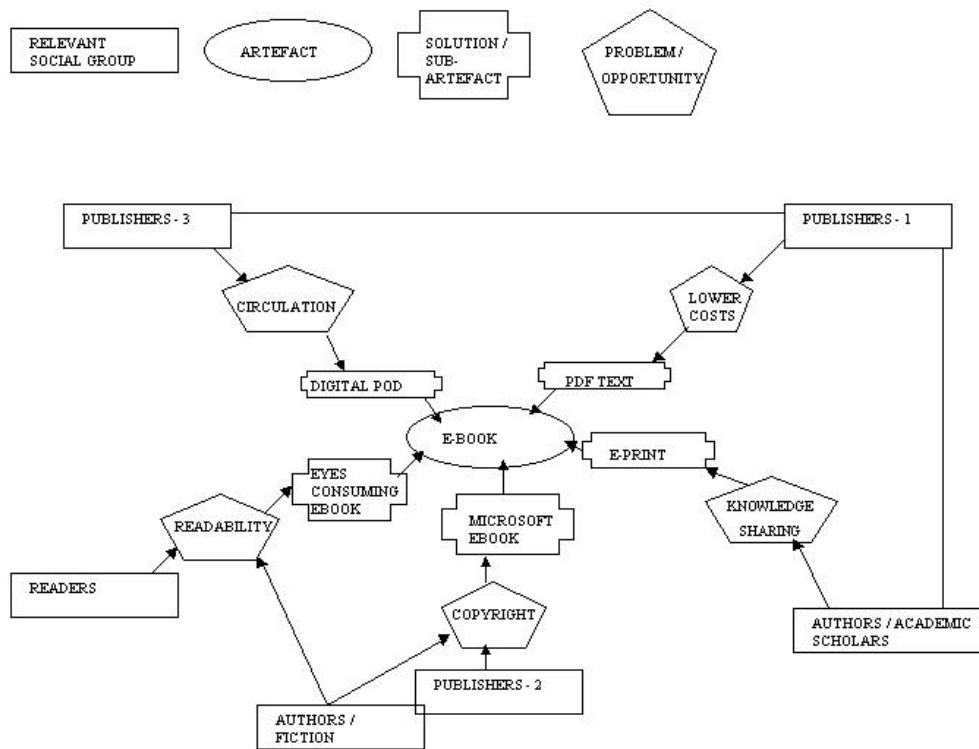 RELEVANT
SOCIAL GROUP
ARTEFACT
SOLUTION /
SUB-
ARTEFACT
PROBLEM /
OPPORTUNITY
PUBLISHERS - 3
PUBLISHERS - 1
CIRCULATION
LOWER
COSTS
DIGITAL POD
PDF TEXT
E-BOOK
E-PRINT
EYES
CONSUMING
EBOOK
READABILITY
MICROSOFT
EBOOK
KNOWLEDGE
SHARING
READERS
COPYRIGHT
AUTHORS / ACADEMIC
SCHOLARS
PUBLISHERS - 2
AUTHORS /
FICTION